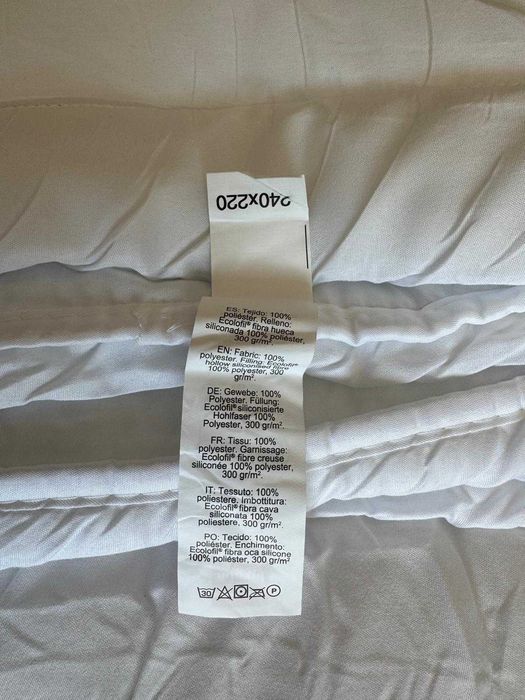 240x220
ES: Tejido: 100%
poliéster. Relleno:
Ecolofil® fibra hueca
siliconada 100% poliéster,
300 gr/m².
EN: Fabric: 100%
polyester. Filling: Ecolofil®
hollow siliconised fibre
100% polyester, 300
gr/m².
DE: Gewebe: 100%
Polyester. Füllung:
Ecolofil® siliconisierte
Hohlfaser 100%
Polyester, 300 gr/m².
FR: Tissu: 100%
polyester. Garnissage:
Ecolofil® fibre creuse
siliconée 100% polyester,
300 gr/m².
IT: Tessuto: 100%
poliestere. Imbottitura:
Ecolofil® fibra cava
siliconata 100%
poliestere, 300 gr/m².
PO: Tecido: 100%
poliéster. Enchimento:
Ecolofil® fibra oca silicone
100% poliéster, 300 gr/m²
30 P